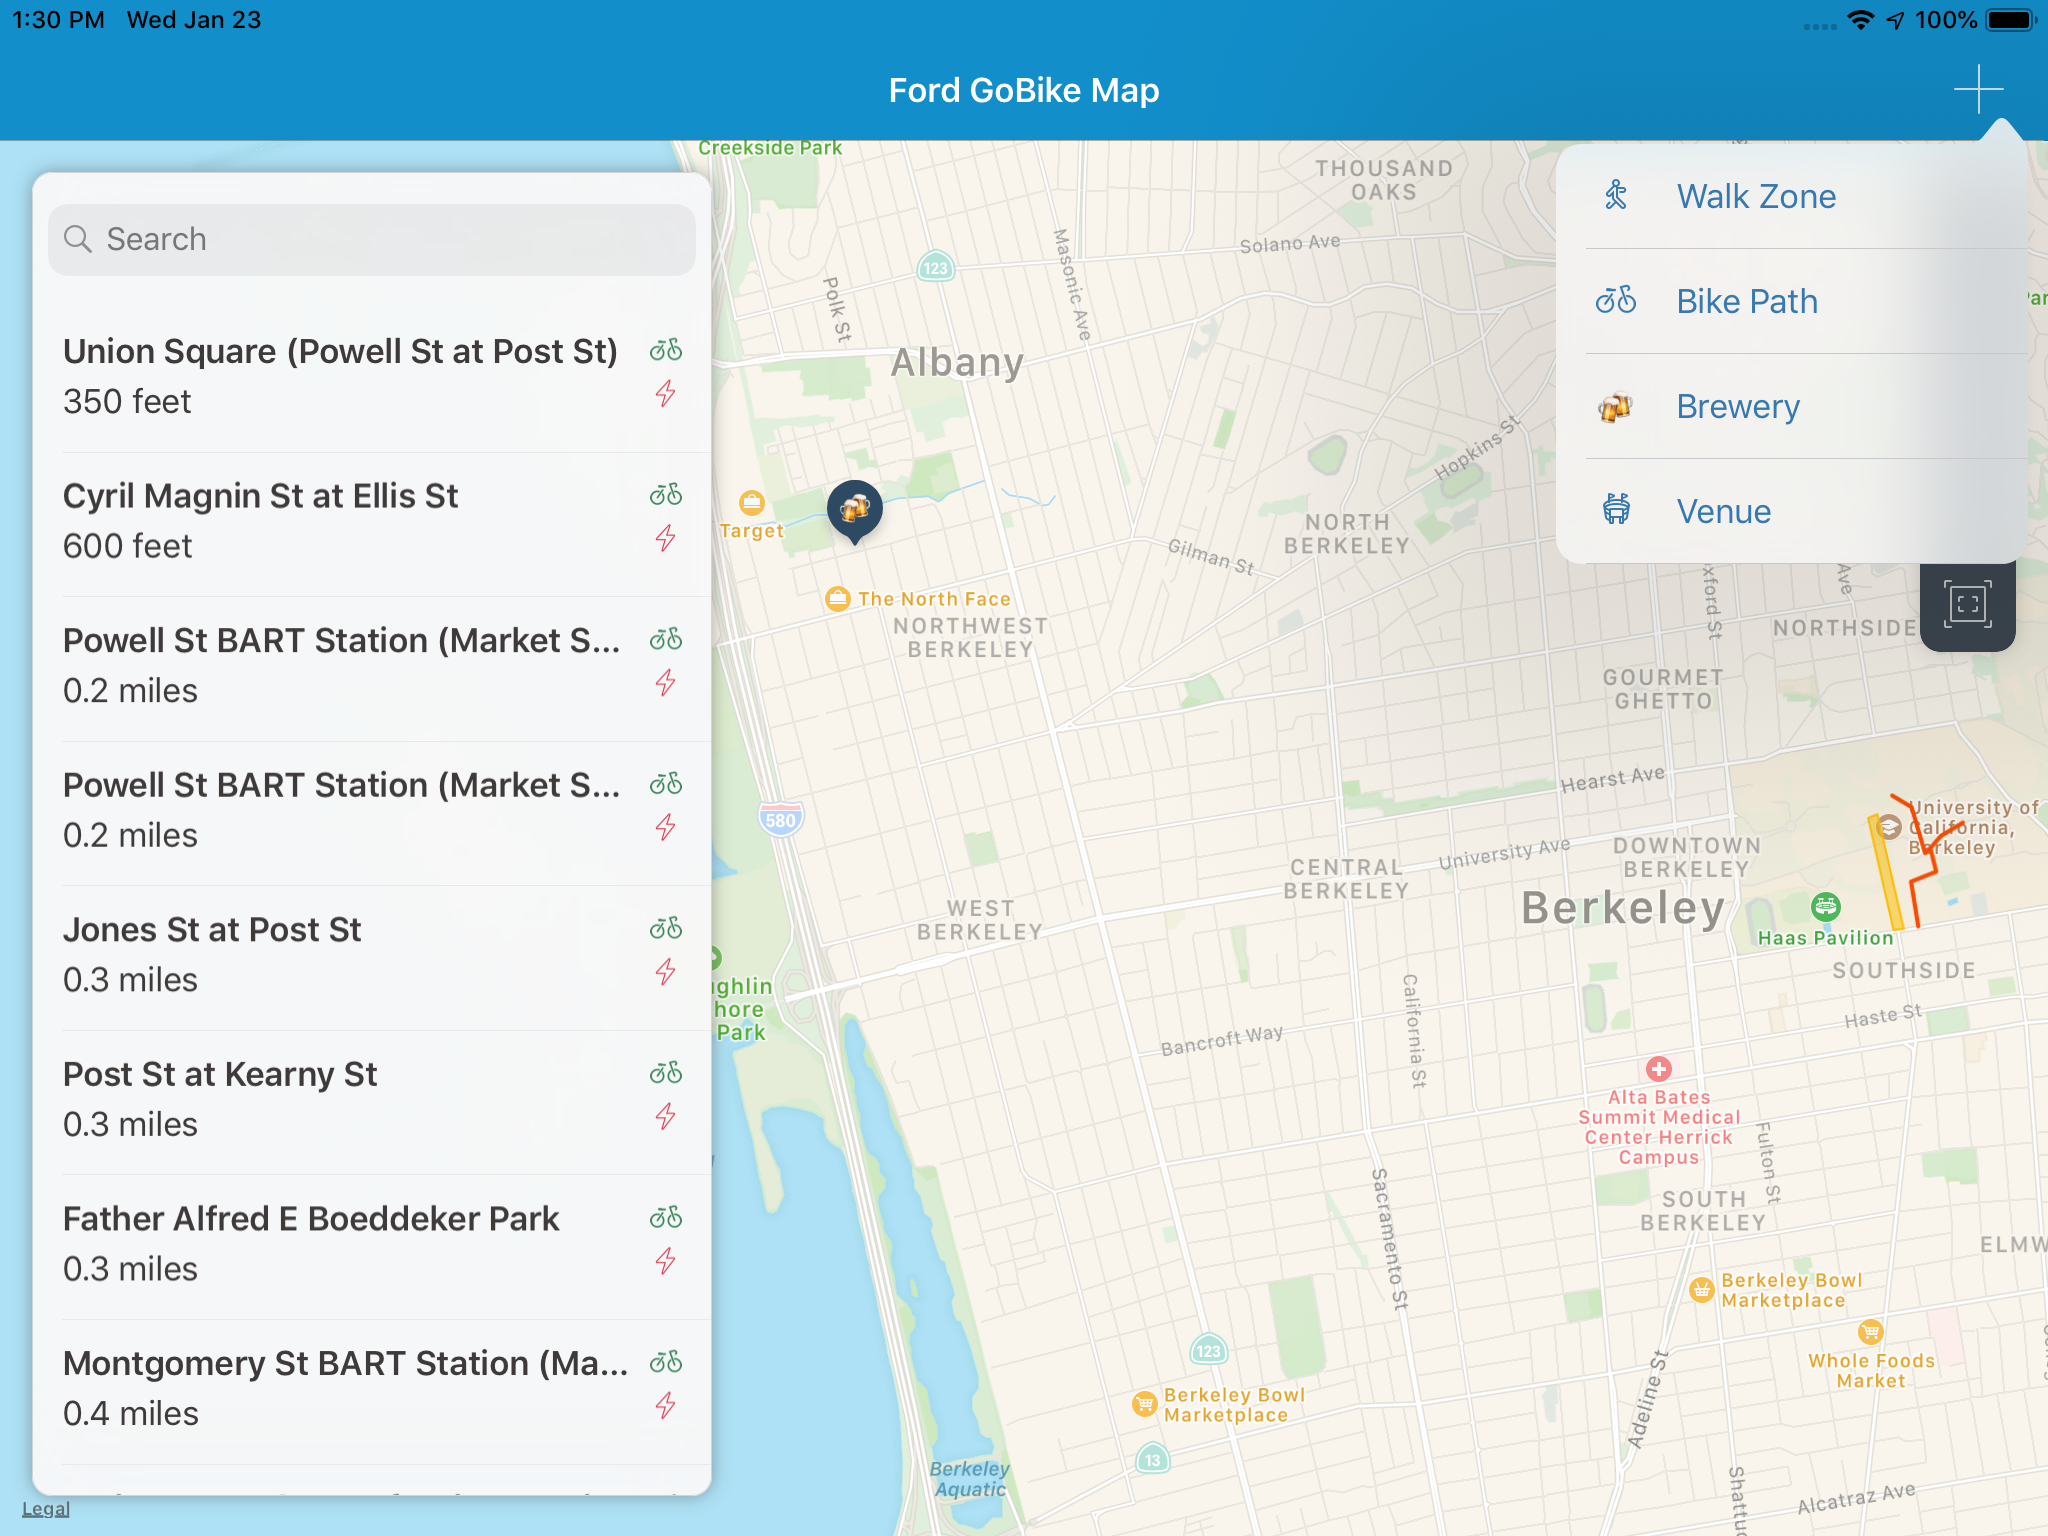 1:30 PM Wed Jan 23
100%
Ford GoBike Map
Search
Union Square (Powell St at Post St)
350 feet
Cyril Magnin St at Ellis St
600 feet
Powell St BART Station (Market S...
0.2 miles
Powell St BART Station (Market S...
0.2 miles
Jones St at Post St
0.3 miles
Post St at Kearny St
0.3 miles
Father Alfred E Boeddeker Park
0.3 miles
Montgomery St BART Station (Ma...
0.4 miles
Legal
Walk Zone
Bike Path
Brewery
Venue
Creekside Park
THOUSAND
OAKS
Solano Ave
Masonic Ave
123
Polk St
Albany
Hopkins St
Target
NORTH
BERKELEY
Gilman St
The North Face
NORTHWEST
BERKELEY
NORTHSIDE
GOURMET
GHETTO
Hearst Ave
580
University of
California,
Berkeley
University Ave
DOWNTOWN
BERKELEY
CENTRAL
BERKELEY
Berkeley
WEST
BERKELEY
Haas Pavilion
SOUTHSIDE
ghlin
hore
Park
California St
Haste St
Bancroft Way
Alta Bates
Summit Medical
Center Herrick
Campus
Fulton St
Sacramento St
SOUTH
BERKELEY
ELMW
Berkeley Bowl
Marketplace
Whole Foods
Market
123
Adeline St
Berkeley Bowl
Marketplace
13
Berkeley
Aquatic
Shattuc
Alcatraz Ave
xford St
Ave